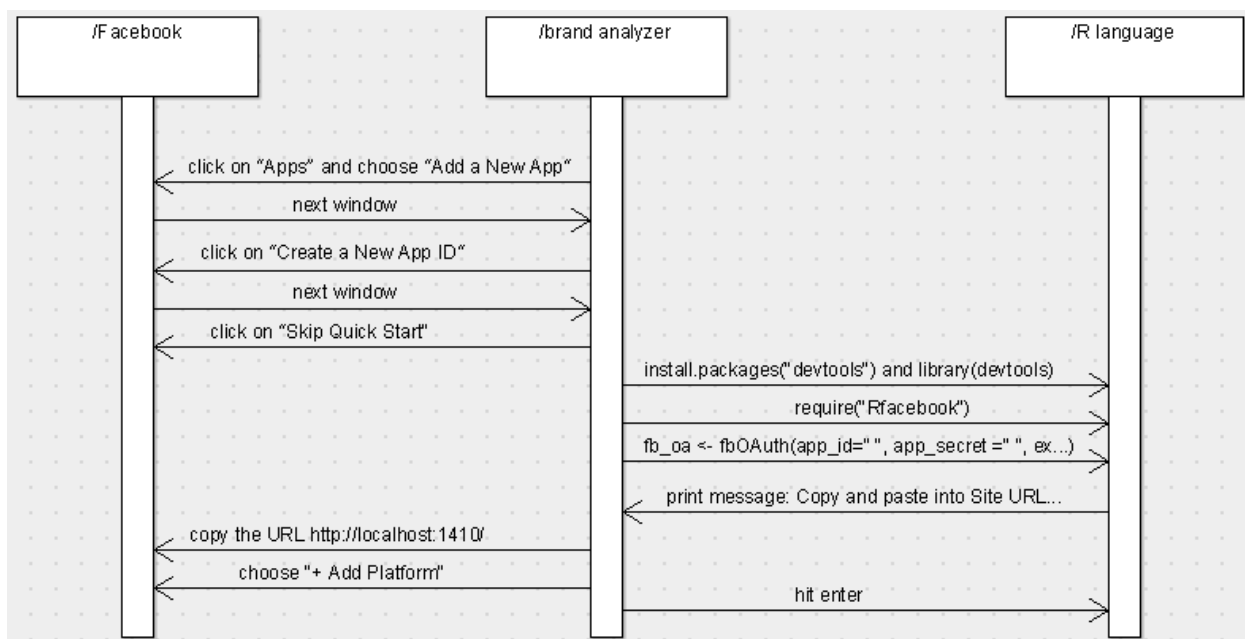 /Facebook
/brand analyzer
/R language
click on "Apps" and choose "Add a New App"
next window
click on "Create a New App ID"
next window
click on "Skip Quick Start"
install.packages("devtools") and library(devtools)
require("Rfacebook")
fb_oa <- fbOAuth(app_id=" ", app_secret =" ", ex...)
print message: Copy and paste into Site URL...
copy the URL http://localhost:1410/
choose "+ Add Platform"
hit enter